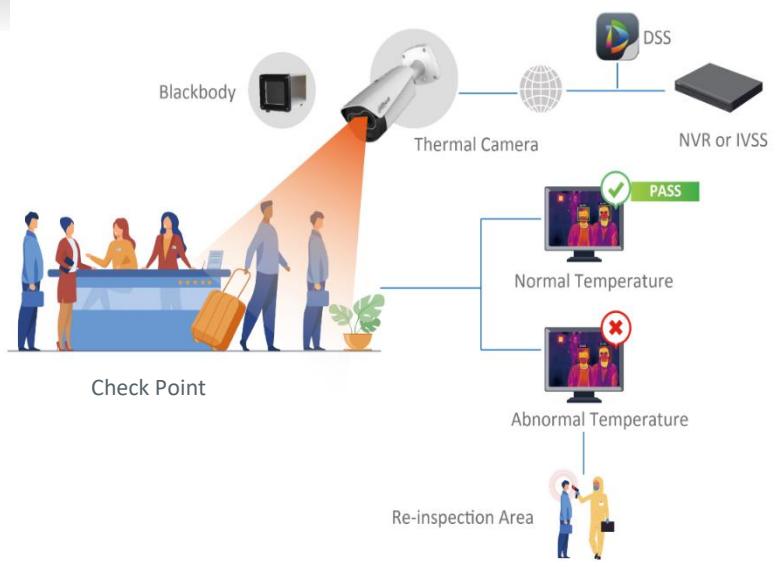 DSS
Blackbody
Thermal Camera
NVR or IVSS
PASS
Normal Temperature
Check Point
Abnormal Temperature
Re-inspection Area